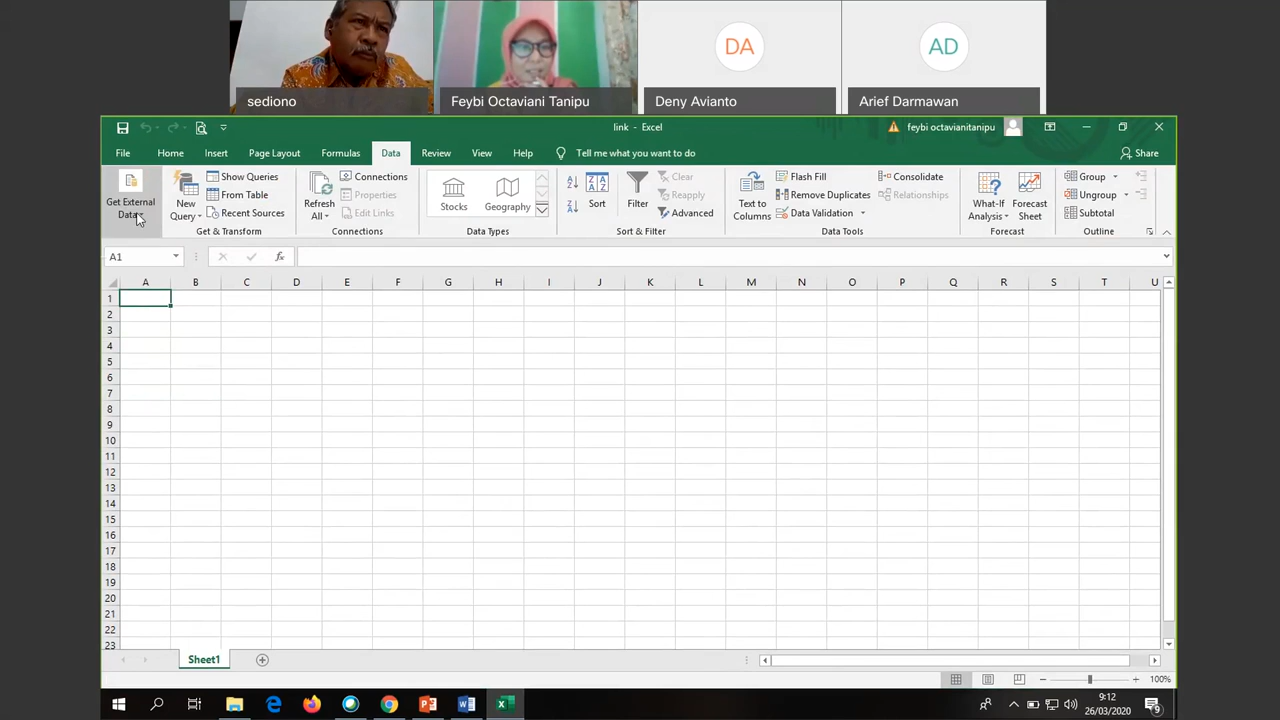 DA
AD
sediono
Feybi Octaviani Tanipu
Deny Avianto
Arief Darmawan
link - Excel
feybi octavianitanipu
File
Home
Insert
Page Layout
Formulas
Data
Review
View
Help
Tell me what you want to do
Share
Get External
Data
New
Query
Show Queries
From Table
Recent Sources
Get & Transform
Refresh
All
Connections
Properties
Edit Links
Connections
Stocks
Geography
Data Types
Sort
Filter
Clear
Reapply
Advanced
Sort & Filter
Text to
Columns
Flash Fill
Remove Duplicates
Data Validation
Consolidate
Relationships
Data Tools
What-If
Analysis
Forecast
Sheet
Forecast
Group
Ungroup
Subtotal
Outline
A1
fx
A B C D E F G H I J K L M N O P Q R S T U
1
2
3
4
5
6
7
8
9
10
11
12
13
14
15
16
17
18
19
20
21
22
23
Sheet1
100%
9:12
26/03/2020